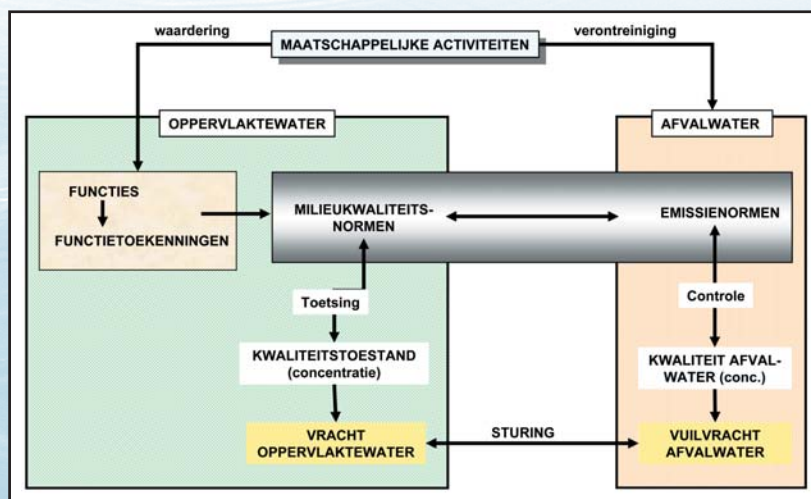 waardering
MAATSCHAPPELIJKE ACTIVITEITEN
verontreiniging
OPPERVLAKTEWATER
AFVALWATER
FUNCTIES
FUNCTIETOEKENNINGEN
MILIEUKWALITEITS-
NORMEN
EMISSIENORMEN
Toetsing
Controle
KWALITEITSTOESTAND
(concentratie)
KWALITEIT AFVAL-
WATER (conc.)
VRACHT
OPPERVLAKTEWATER
STURING
VUILVRACHT
AFVALWATER